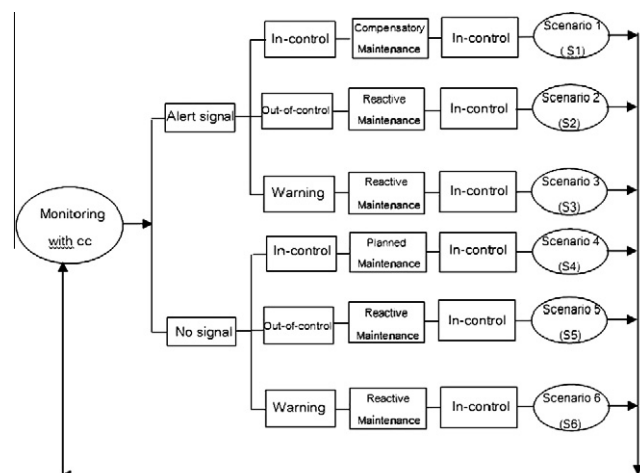 In-control
Compensatory
Maintenance
In-control
Scenario 1
( S1)
Alert signal
Out-of-control
Reactive
Maintenance
In-control
Scenario 2
(S2)
Warning
Reactive
Maintenance
In-control
Scenario 3
(S3)
Monitoring
with cc
In-control
Planned
Maintenance
In-control
Scenario 4
(S4)
No signal
Out-of-control
Reactive
Maintenance
In-control
Scenario 5
(S5)
Warning
Reactive
Maintenance
In-control
Scenario 6
(S6)